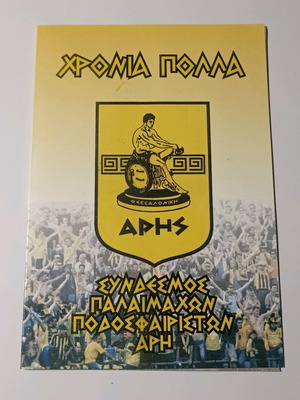 ΧΡΟΝΙΑ ΠΟΛΛΑ
ΘΕΣΣΑΛΟΝΙΚΗ
ΑΡΗΣ
ΣΥΝΔΕΣΜΟΣ
ΠΑΛΑΙΜΑΧΩΝ
ΠΟΔΟΣΦΑΙΡΙΣΤΩΝ
ΑΡΗ